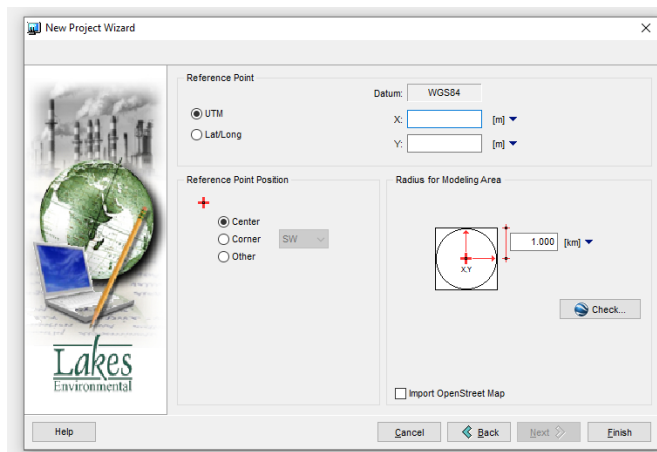 New Project Wizard
Reference Point
Datum: WGS84
UTM
X: [m]
Lat/Long
Y: [m]
Reference Point Position
Center
Corner SW
Other
Radius for Modeling Area
1.000 [km]
X,Y
Check...
Import OpenStreet Map
Lakes
Environmental
Help
Cancel
Back
Next
Finish